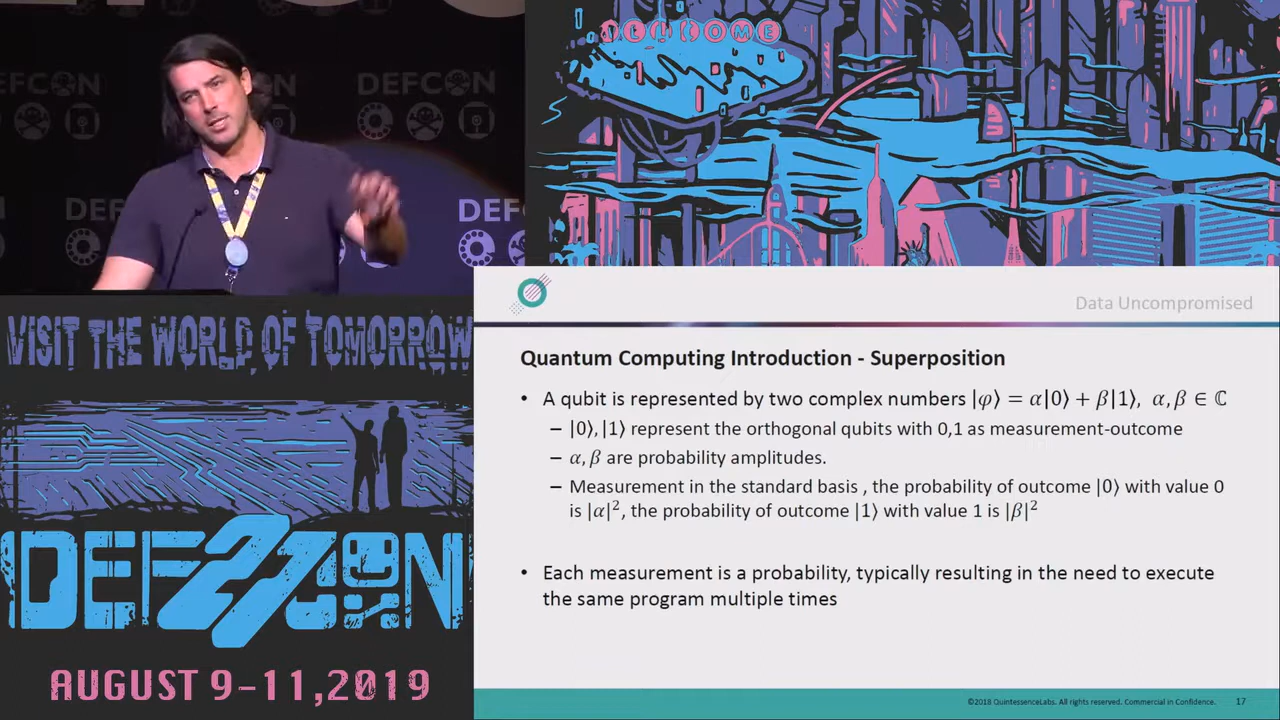 DEFCON
DEF
WELCOME
VISIT THE WORLD OF TOMORROW
DEFCON
27
AUGUST 9-11,2019
Data Uncompromised
Quantum Computing Introduction - Superposition
• A qubit is represented by two complex numbers |φ⟩ = α|0⟩ + β|1⟩, α,β ∈ ℂ
– |0⟩,|1⟩ represent the orthogonal qubits with 0,1 as measurement-outcome
– α,β are probability amplitudes.
– Measurement in the standard basis , the probability of outcome |0⟩ with value 0
is |α|², the probability of outcome |1⟩ with value 1 is |β|²
• Each measurement is a probability, typically resulting in the need to execute
the same program multiple times
©2018 QuintessenceLabs. All rights reserved. Commercial in Confidence. 17